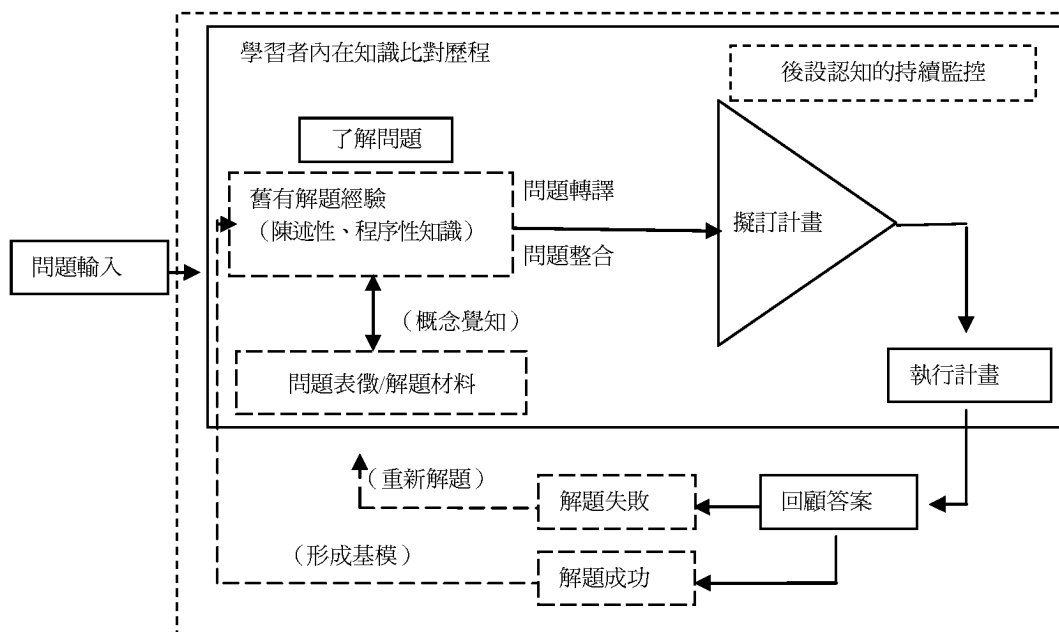 學習者內在知識比對歷程
後設認知的持續監控
了解問題
舊有解題經驗
（陳述性、程序性知識）
問題轉譯
問題整合
擬訂計畫
問題輸入
（概念覺知）
問題表徵/解題材料
執行計畫
（重新解題）
解題失敗
回顧答案
（形成基模）
解題成功